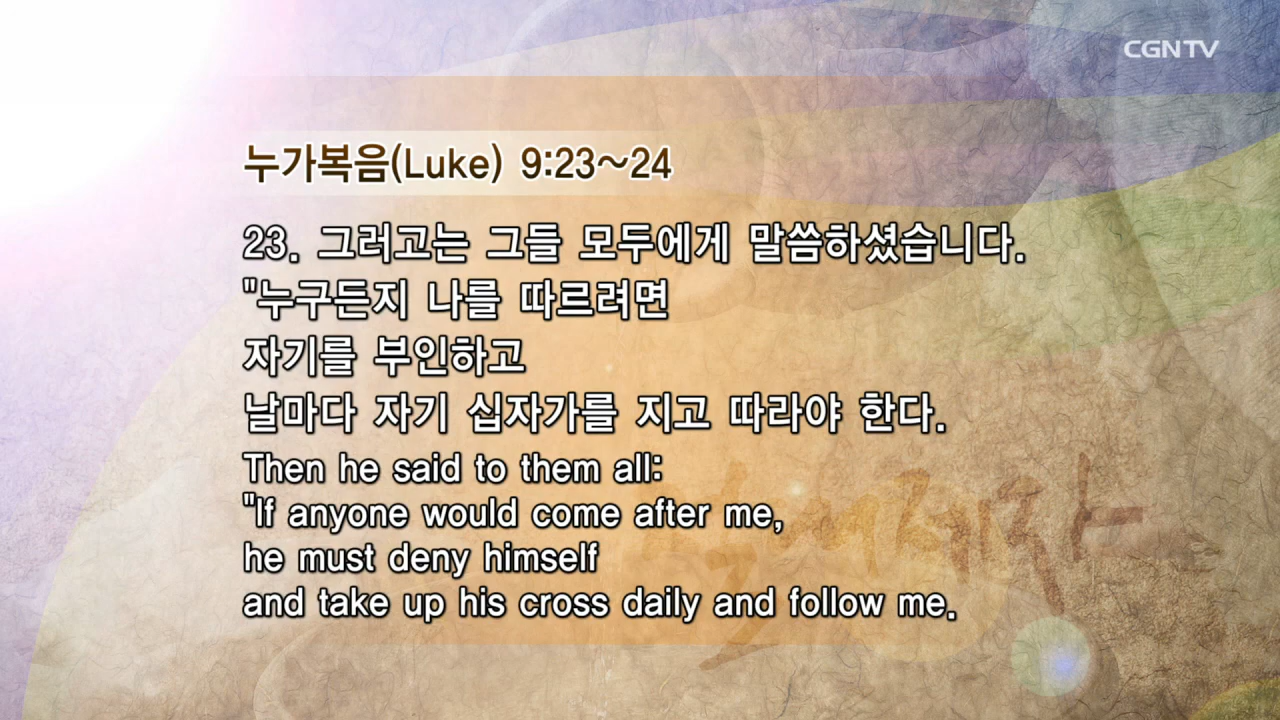 CGNTV
누가복음(Luke) 9:23~24
23. 그러고는 그들 모두에게 말씀하셨습니다.
"누구든지 나를 따르려면
자기를 부인하고
날마다 자기 십자가를 지고 따라야 한다.
Then he said to them all:
"If anyone would come after me,
he must deny himself
and take up his cross daily and follow me.